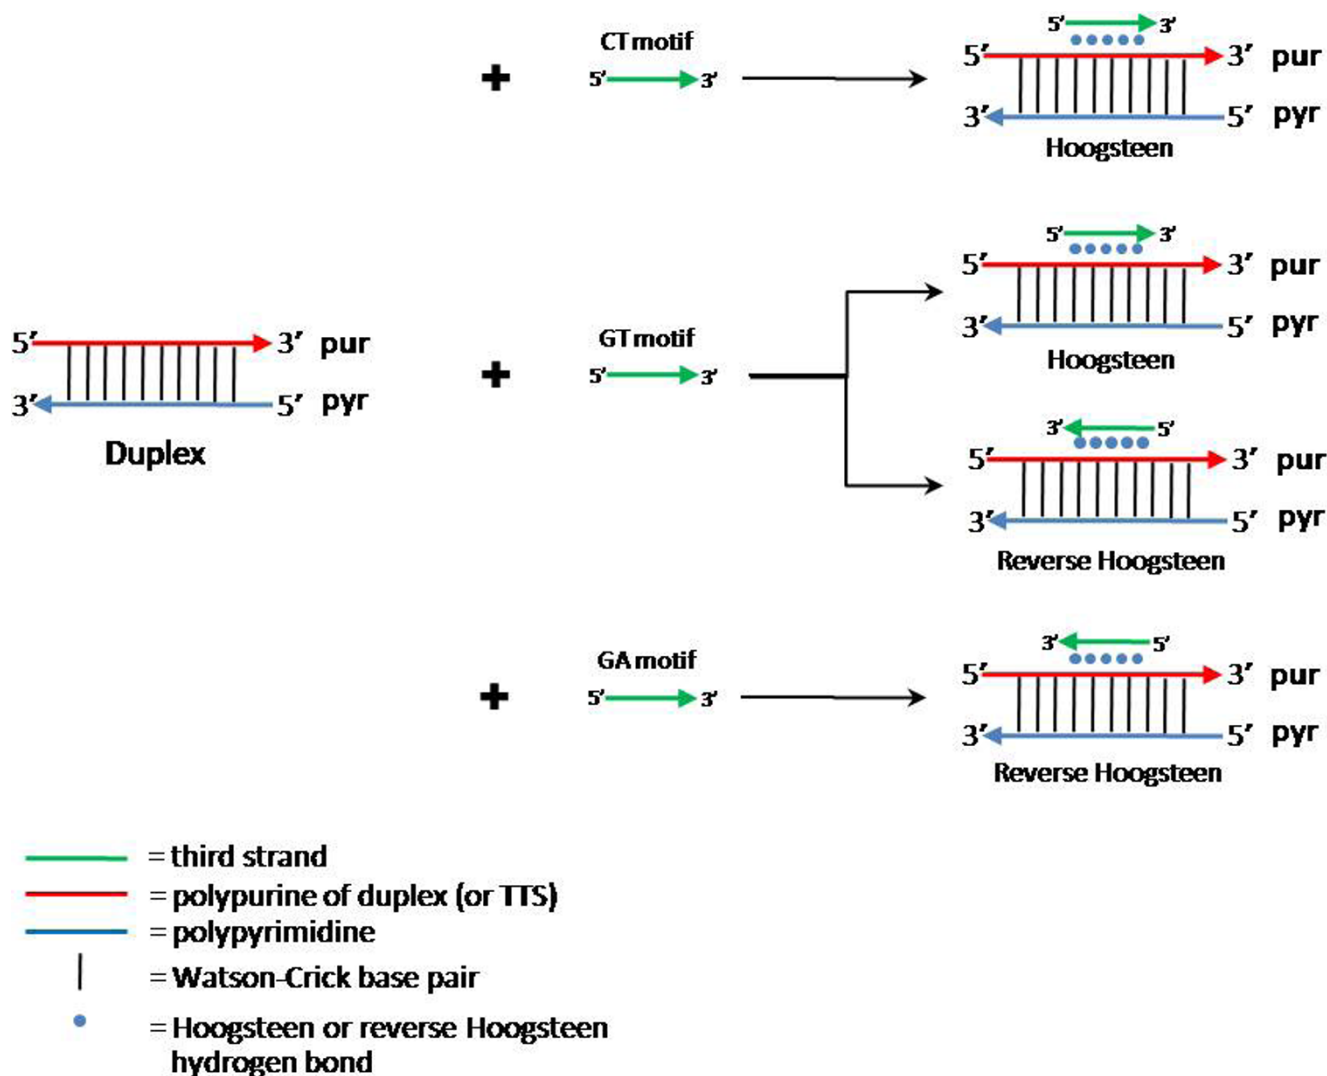 CT motif
5' 3'
5' 3'
5' 3' pur
3' 5' pyr
Hoogsteen
5' 3'
5' 3' pur
3' 5' pyr
Hoogsteen
GT motif
5' 3'
5' 3' pur
3' 5' pyr
Duplex
3' 5'
5' 3' pur
3' 5' pyr
Reverse Hoogsteen
GA motif
5' 3'
3' 5'
5' 3' pur
3' 5' pyr
Reverse Hoogsteen
= third strand
= polypurine of duplex (or TTS)
= polypyrimidine
= Watson-Crick base pair
= Hoogsteen or reverse Hoogsteen
hydrogen bond